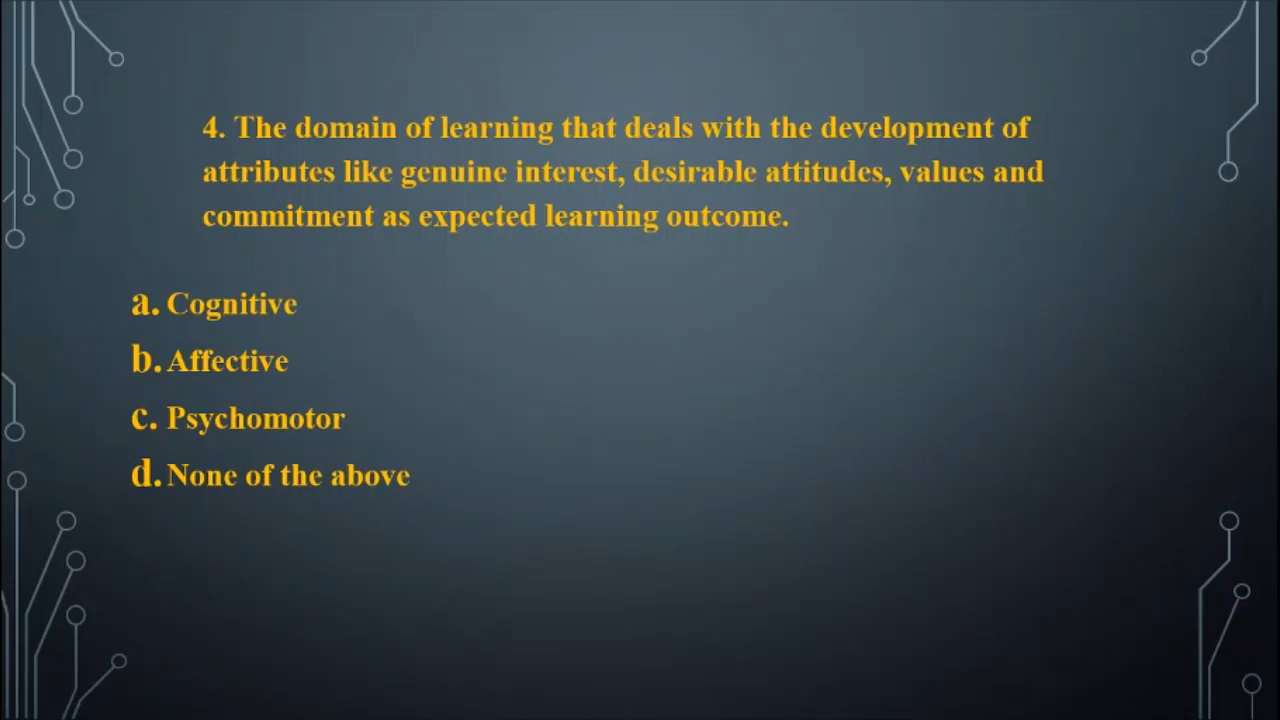 4. The domain of learning that deals with the development of
attributes like genuine interest, desirable attitudes, values and
commitment as expected learning outcome.
a. Cognitive
b. Affective
c. Psychomotor
d. None of the above